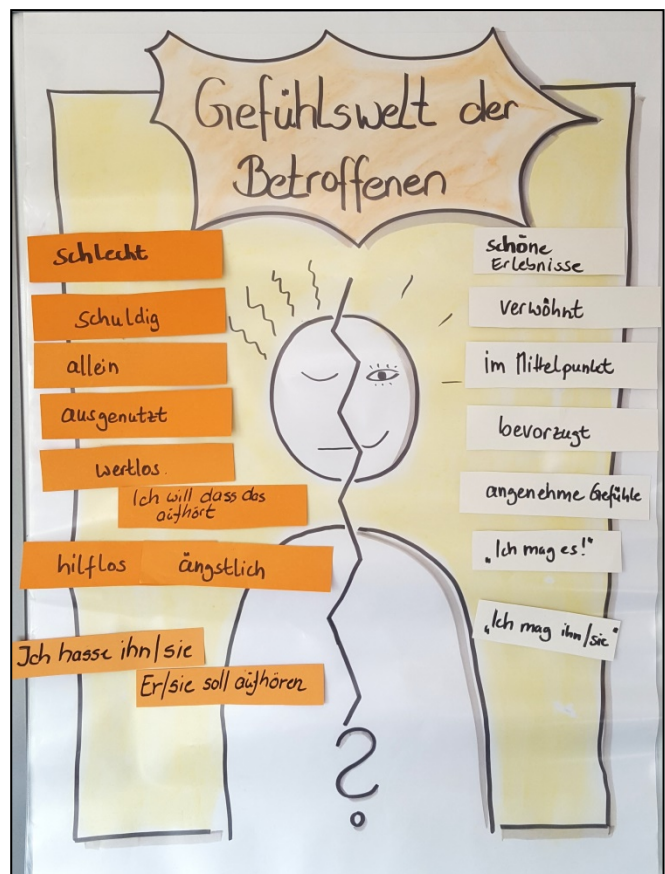 Gefühlswelt der
Betroffenen
schlecht
schuldig
allein
ausgenutzt
wertlos.
Ich will dass das
aufhört
hilflos
ängstlich
Ich hasse ihn/sie
Er/sie soll aufhören
schöne
Erlebnisse
verwöhnt
im Mittelpunkt
bevorzugt
angenehme Gefühle
„Ich mag es!"
„Ich mag ihn/sie"
?